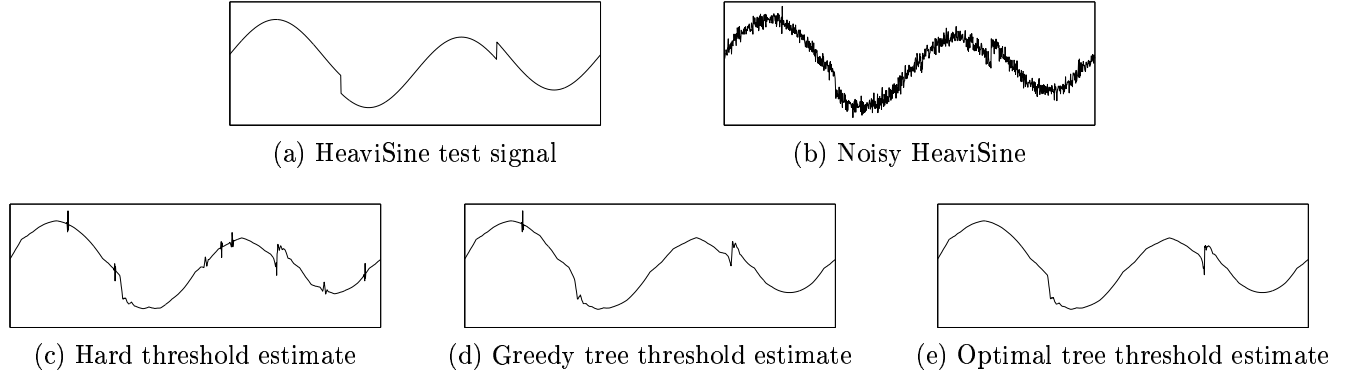 (a) HeaviSine test signal
(b) Noisy HeaviSine
(c) Hard threshold estimate
(d) Greedy tree threshold estimate
(e) Optimal tree threshold estimate